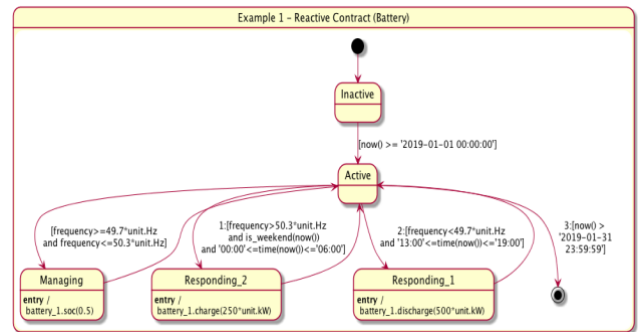 Example 1 – Reactive Contract (Battery)
Inactive
[now() >= '2019-01-01 00:00:00']
Active
[frequency>=49.7*unit.Hz
and frequency<=50.3*unit.Hz]
1:[frequency>50.3*unit.Hz
and is_weekend(now())
and '00:00'<=time(now())<='06:00']
2:[frequency<49.7*unit.Hz
and '13:00'<=time(now())<='19:00']
3:[now() >
'2019-01-31
23:59:59']
Managing
entry /
battery_1.soc(0.5)
Responding_2
entry /
battery_1.charge(250*unit.kW)
Responding_1
entry /
battery_1.discharge(500*unit.kW)